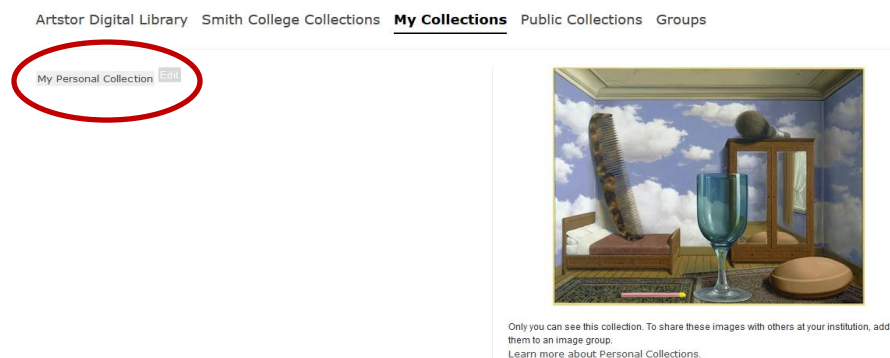 Artstor Digital Library Smith College Collections My Collections Public Collections Groups
My Personal Collection Edit
Only you can see this collection. To share these images with others at your institution, add
them to an image group.
Learn more about Personal Collections.